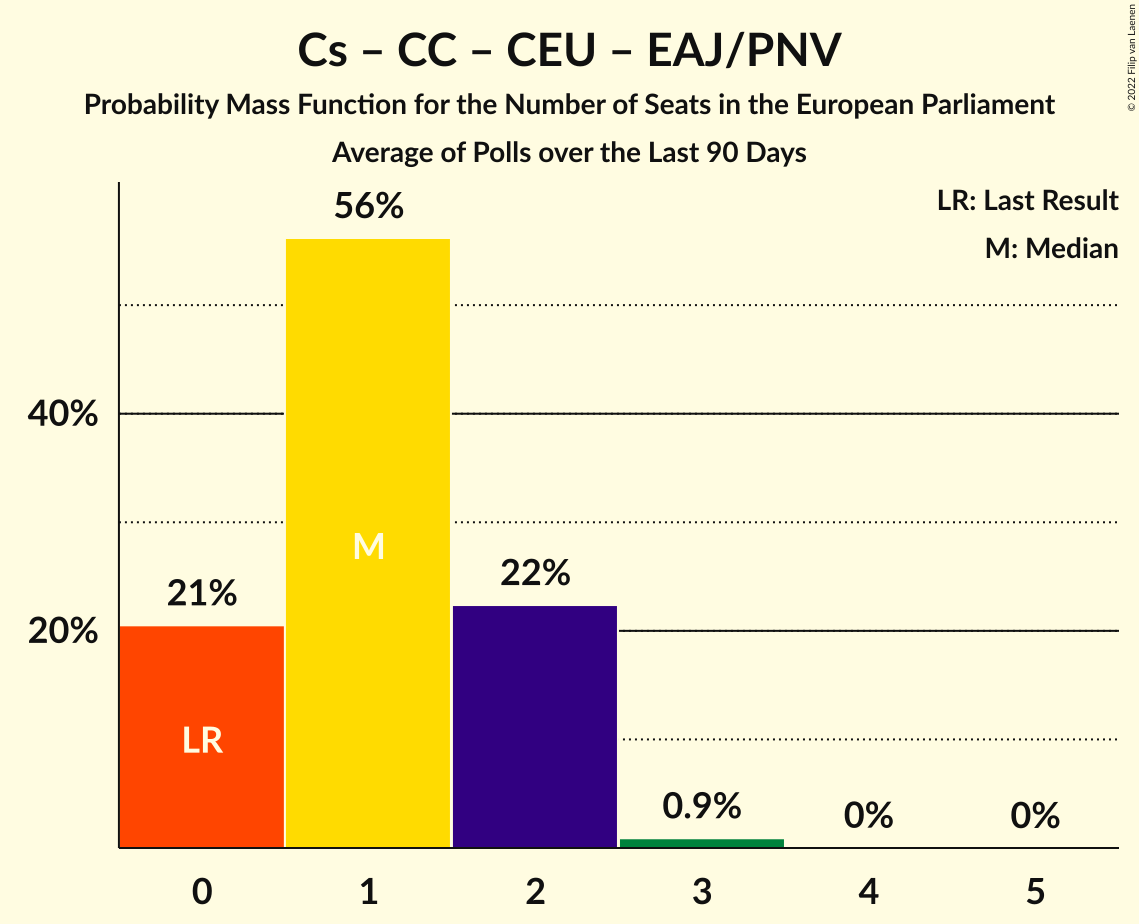 Cs – CC – CEU – EAJ/PNV
Probability Mass Function for the Number of Seats in the European Parliament
Average of Polls over the Last 90 Days
© 2022 Filip van Laenen
LR: Last Result
M: Median
56%
40%
M
21%
22%
20%
LR
0.9%
0%
0%
0
1
2
3
4
5